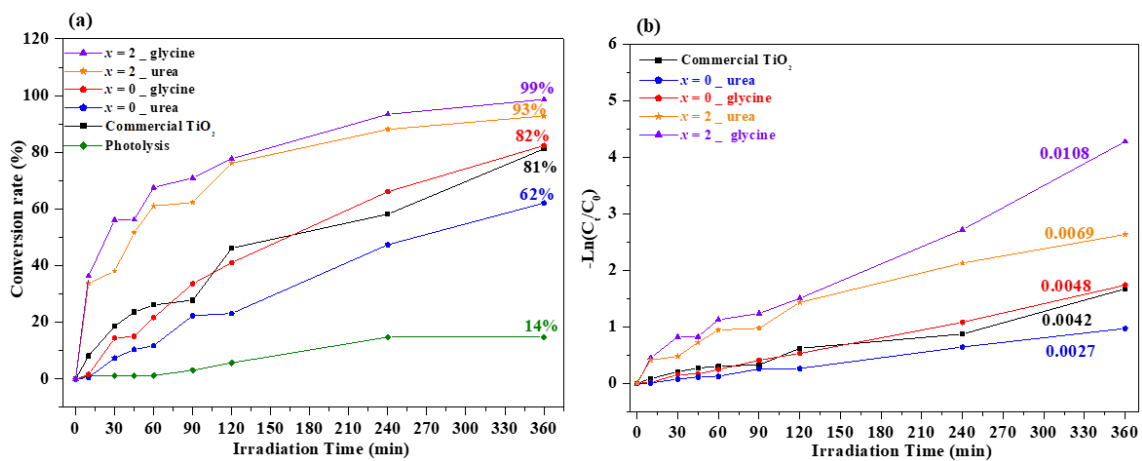 (a)
120
100
80
60
40
20
0
Conversion rate (%)
x = 2 _ glycine
x = 2 _ urea
x = 0 _ glycine
x = 0 _ urea
Commercial TiO₂
Photolysis
99%
93%
82%
81%
62%
14%
0 30 60 90 120 150 180 210 240 270 300 330 360
Irradiation Time (min)
(b)
6
5
4
3
2
1
0
-Ln(Cₜ/C₀)
Commercial TiO₂
x = 0 _ urea
x = 0 _ glycine
x = 2 _ urea
x = 2 _ glycine
0.0108
0.0069
0.0048
0.0042
0.0027
0 30 60 90 120 150 180 210 240 270 300 330 360
Irradiation Time (min)